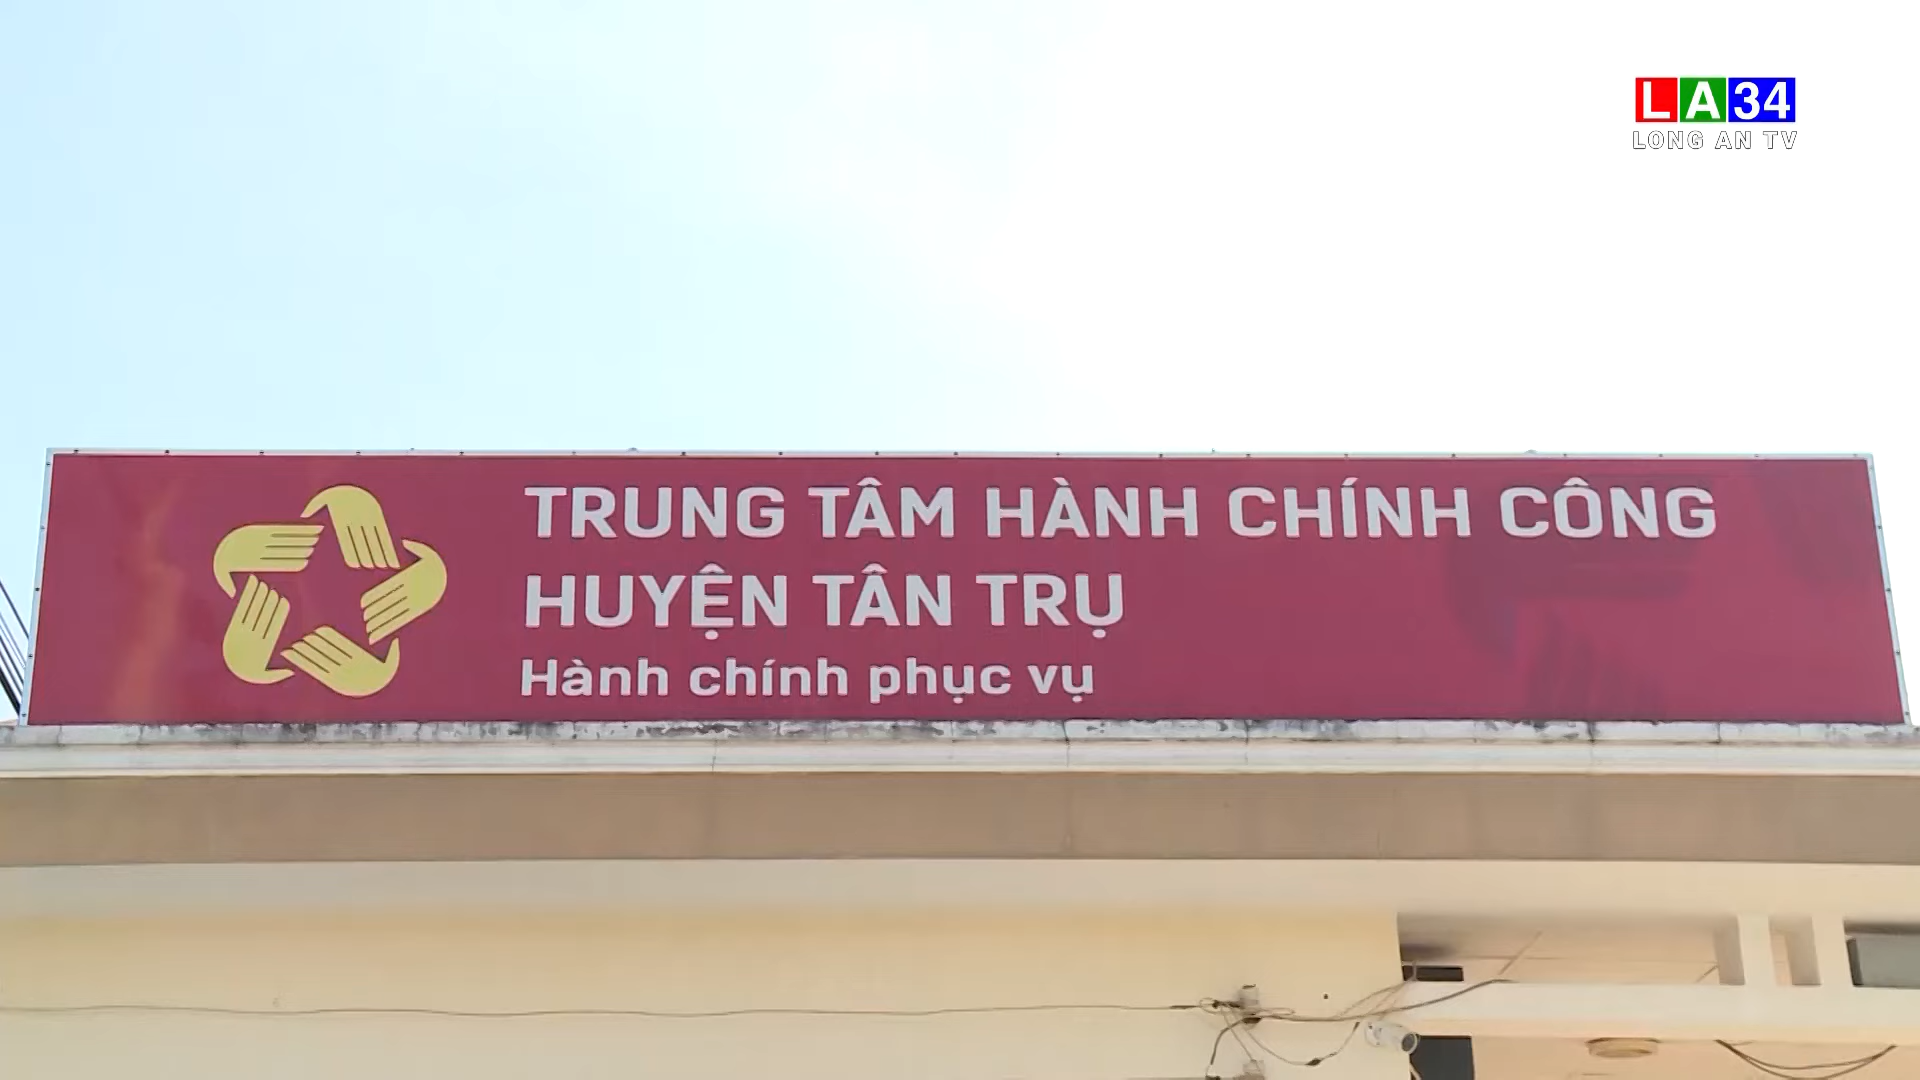 LA34
LONG AN TV
TRUNG TÂM HÀNH CHÍNH CÔNG
HUYỆN TÂN TRỤ
Hành chính phục vụ